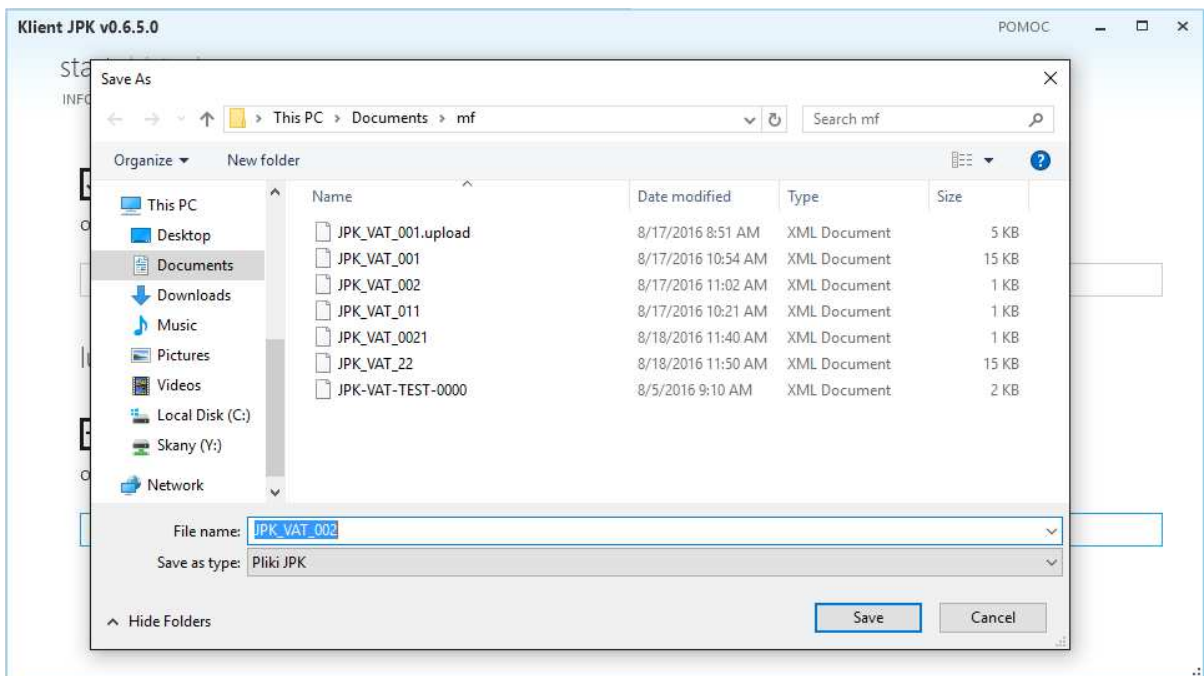 Klient JPK v0.6.5.0 POMOC
Save As
INFO
This PC > Documents > mf Search mf
Organize New folder
Name Date modified Type Size
This PC
Desktop
Documents
Downloads
Music
Pictures
Videos
Local Disk (C:)
Skany (Y:)
Network
JPK_VAT_001.upload 8/17/2016 8:51 AM XML Document 5 KB
JPK_VAT_001 8/17/2016 10:54 AM XML Document 15 KB
JPK_VAT_002 8/17/2016 11:02 AM XML Document 1 KB
JPK_VAT_011 8/17/2016 10:21 AM XML Document 1 KB
JPK_VAT_0021 8/18/2016 11:40 AM XML Document 1 KB
JPK_VAT_22 8/18/2016 11:50 AM XML Document 15 KB
JPK-VAT-TEST-0000 8/5/2016 9:10 AM XML Document 2 KB
File name: JPK_VAT_002
Save as type: Pliki JPK
Hide Folders Save Cancel